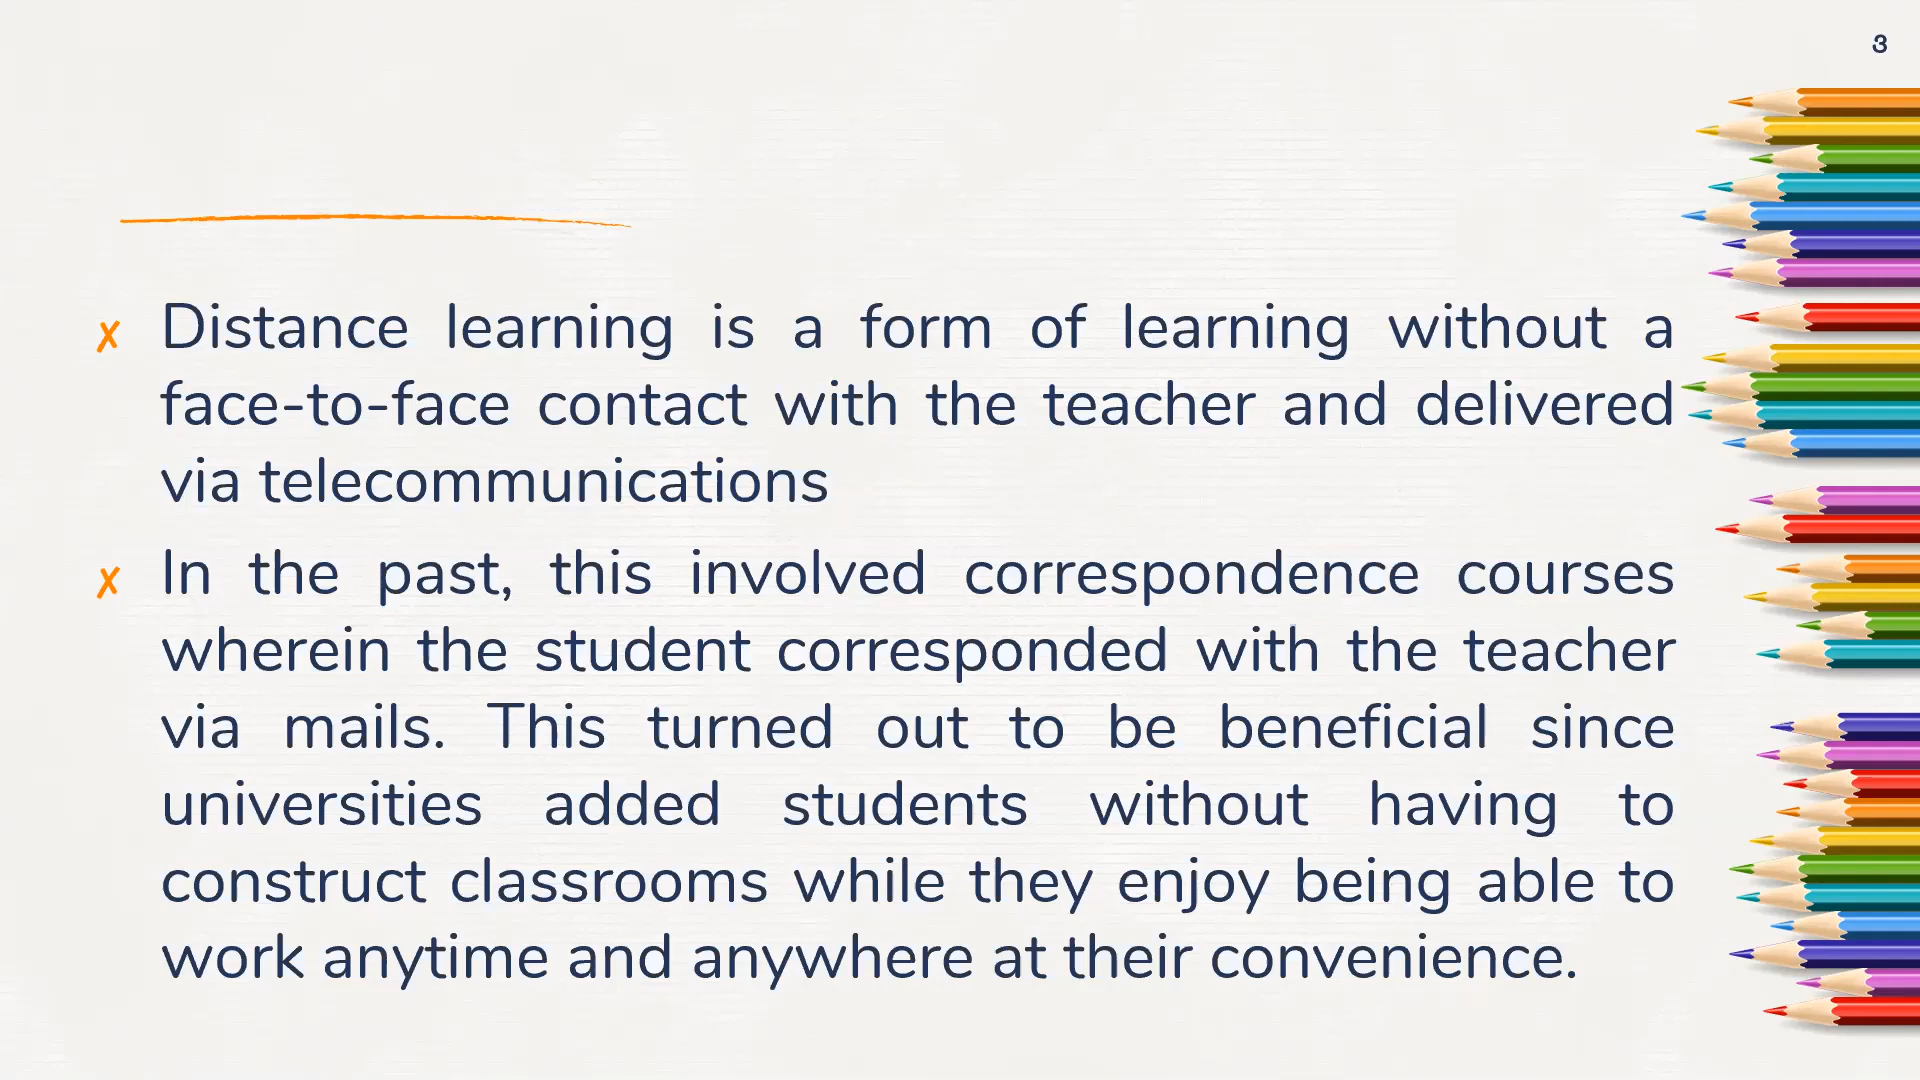 3
✗ Distance learning is a form of learning without a
face-to-face contact with the teacher and delivered
via telecommunications
✗ In the past, this involved correspondence courses
wherein the student corresponded with the teacher
via mails. This turned out to be beneficial since
universities added students without having to
construct classrooms while they enjoy being able to
work anytime and anywhere at their convenience.